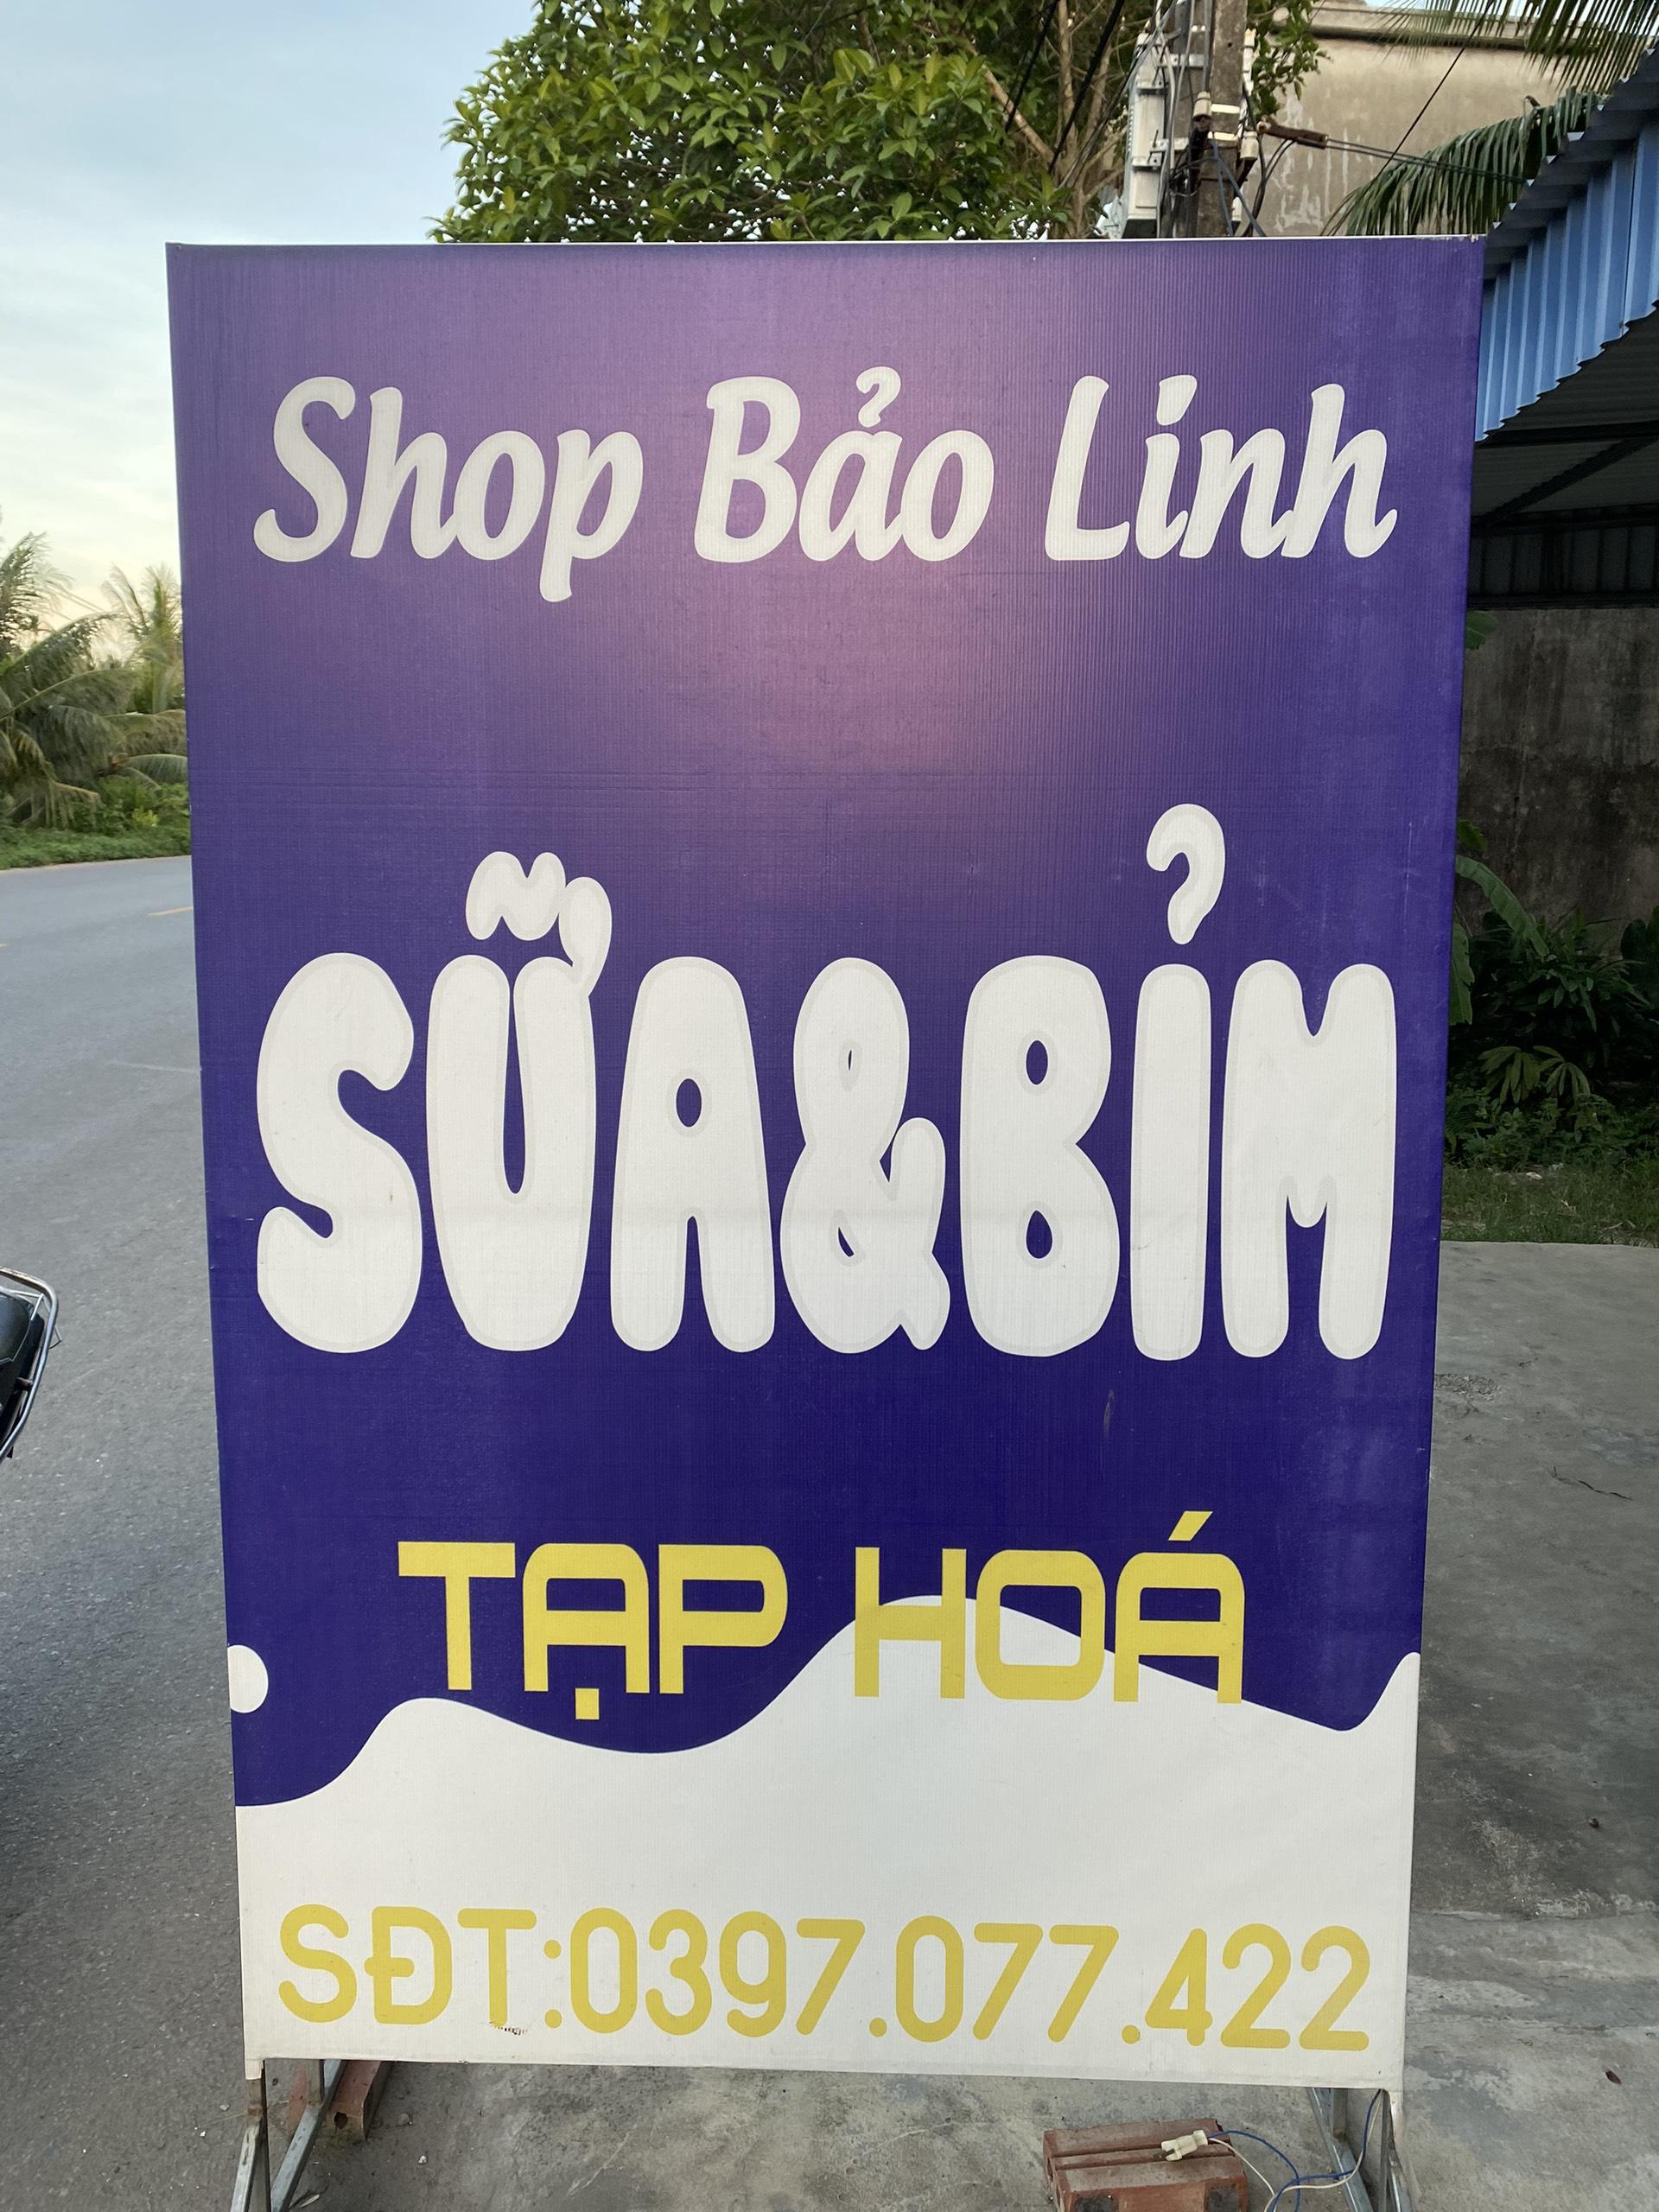 Shop Bảo Linh
SỮA&BỈM
TẠP HOÁ
SĐT:0397.077.422